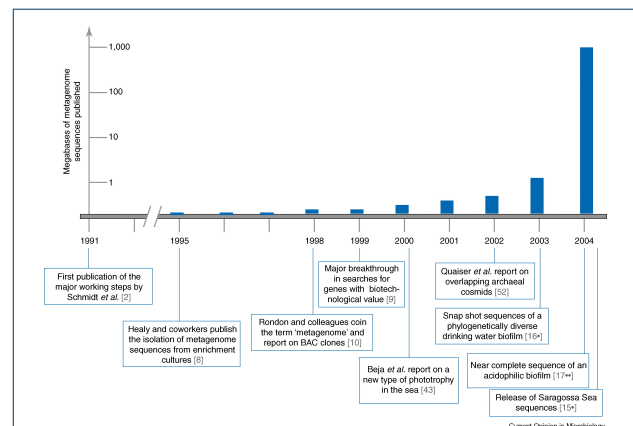 Megabases of metagenome
sequences published
1,000
100
10
1
1991
1995
1998
1999
2000
2001
2002
2003
2004
First publication of the
major working steps by
Schmidt et al. [2]
Healy and coworkers publish
the isolation of metagenome
sequences from enrichment
cultures [8]
Rondon and colleagues coin
the term ‘metagenome’ and
report on BAC clones [10]
Major breakthrough
in searches for
genes with biotech-
nological value [9]
Beja et al. report on a
new type of phototrophy
in the sea [43]
Quaiser et al. report on
overlapping archaeal
cosmids [52]
Snap shot sequences of a
phylogenetically diverse
drinking water biofilm [16•]
Near complete sequence of an
acidophilic biofilm [17••]
Release of Saragossa Sea
sequences [15•]
Current Opinion in Microbiology